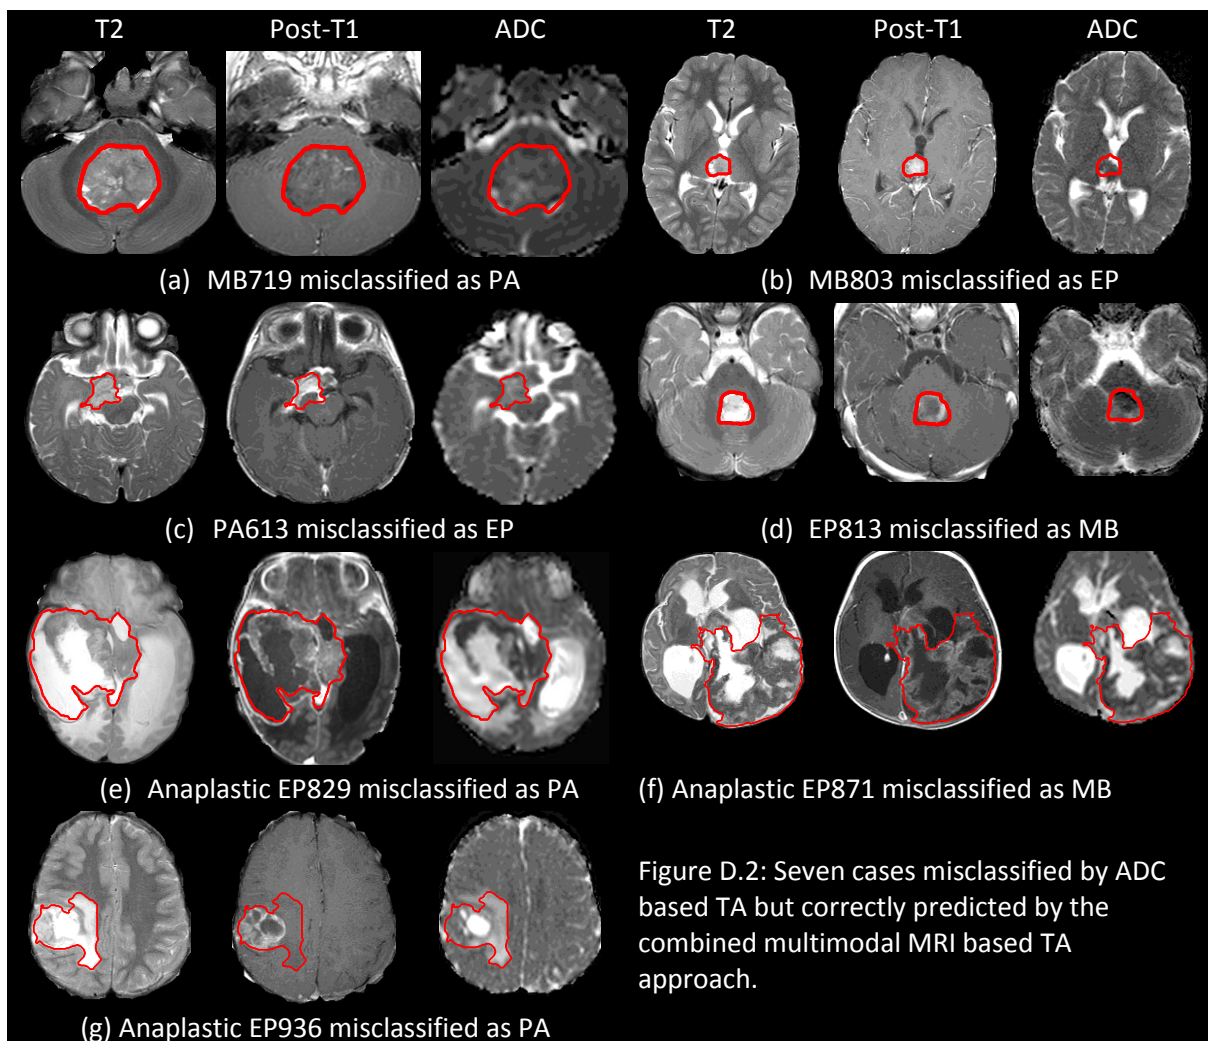 T2 Post-T1 ADC T2 Post-T1 ADC
(a) MB719 misclassified as PA
(b) MB803 misclassified as EP
(c) PA613 misclassified as EP
(d) EP813 misclassified as MB
(e) Anaplastic EP829 misclassified as PA
(f) Anaplastic EP871 misclassified as MB
Figure D.2: Seven cases misclassified by ADC
based TA but correctly predicted by the
combined multimodal MRI based TA
approach.
(g) Anaplastic EP936 misclassified as PA